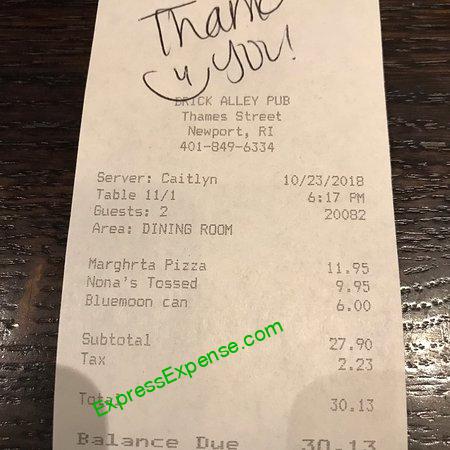 Thank
You!
BRICK ALLEY PUB
Thames Street
Newport, RI
401-849-6334
Server: Caitlyn 10/23/2018
Table 11/1 6:17 PM
Guests: 2 20082
Area: DINING ROOM
Marghrta Pizza 11.95
Nona's Tossed 9.95
Bluemoon can 6.00
Subtotal 27.90
Tax 2.23
Total 30.13
Balance Due 30.13
ExpressExpense.com